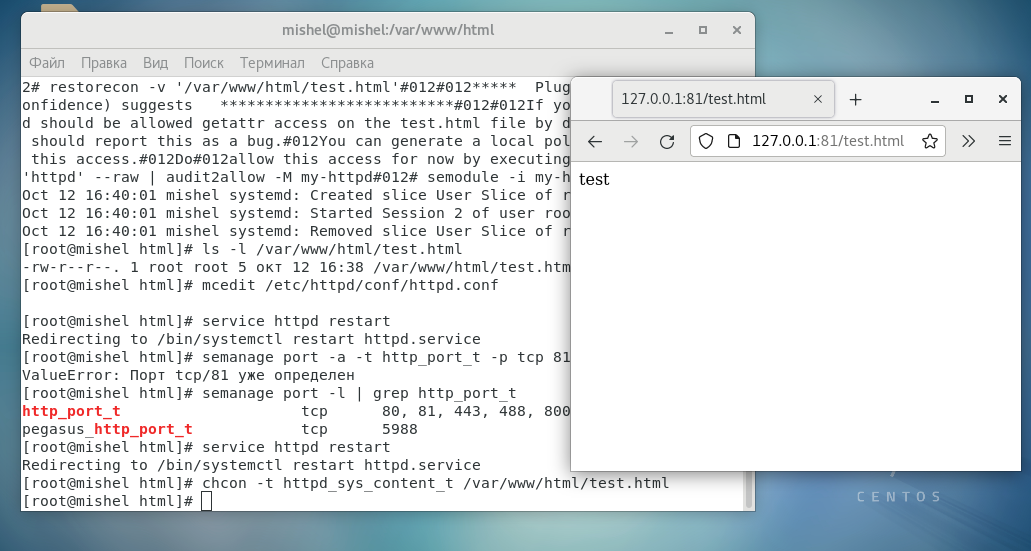 mishel@mishel:/var/www/html
Файл Правка Вид Поиск Терминал Справка
2# restorecon -v '/var/www/html/test.html'#012#012***** Plug
onfidence) suggests **************************#012#012If yo
d should be allowed getattr access on the test.html file by d
should report this as a bug.#012You can generate a local pol
this access.#012Do#012allow this access for now by executing
'httpd' --raw | audit2allow -M my-httpd#012# semodule -i my-h
Oct 12 16:40:01 mishel systemd: Created slice User Slice of r
Oct 12 16:40:01 mishel systemd: Started Session 2 of user roo
Oct 12 16:40:01 mishel systemd: Removed slice User Slice of r
[root@mishel html]# ls -l /var/www/html/test.html
-rw-r--r--. 1 root root 5 окт 12 16:38 /var/www/html/test.htm
[root@mishel html]# mcedit /etc/httpd/conf/httpd.conf
[root@mishel html]# service httpd restart
Redirecting to /bin/systemctl restart httpd.service
[root@mishel html]# semanage port -a -t http_port_t -p tcp 81
ValueError: Порт tcp/81 уже определен
[root@mishel html]# semanage port -l | grep http_port_t
http_port_t tcp 80, 81, 443, 488, 800
pegasus_http_port_t tcp 5988
[root@mishel html]# service httpd restart
Redirecting to /bin/systemctl restart httpd.service
[root@mishel html]# chcon -t httpd_sys_content_t /var/www/html/test.html
[root@mishel html]#
127.0.0.1:81/test.html
127.0.0.1:81/test.html
test
CENTOS